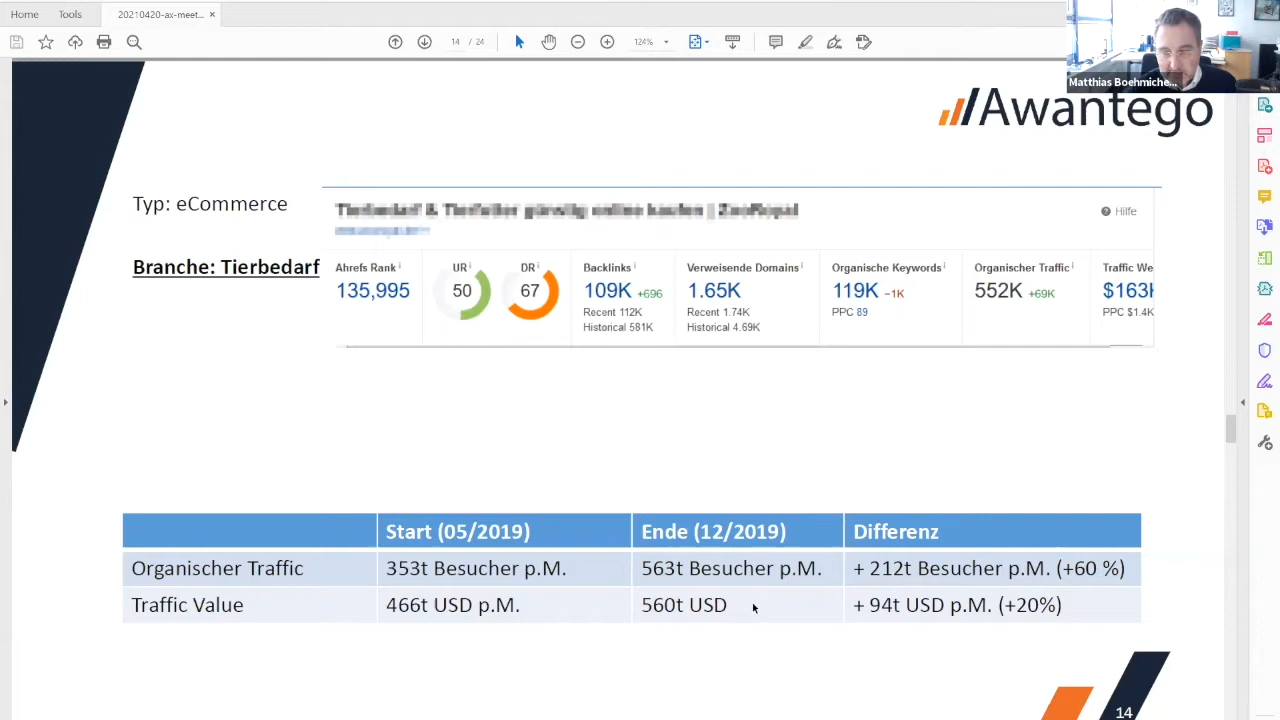 Home Tools 20210420-ax-meet... ×
14 / 24 124%
Matthias Boehmiche...
Awantego
Typ: eCommerce
Hilfe
Branche: Tierbedarf
Ahrefs Rank UR DR Backlinks Verweisende Domains Organische Keywords Organischer Traffic Traffic We
135,995 50 67 109K +696 1.65K 119K −1K 552K +69K $163K
Recent 112K Recent 1.74K PPC 89 PPC $1.4K
Historical 581K Historical 4.69K
Start (05/2019) Ende (12/2019) Differenz
Organischer Traffic 353t Besucher p.M. 563t Besucher p.M. + 212t Besucher p.M. (+60 %)
Traffic Value 466t USD p.M. 560t USD + 94t USD p.M. (+20%)
14